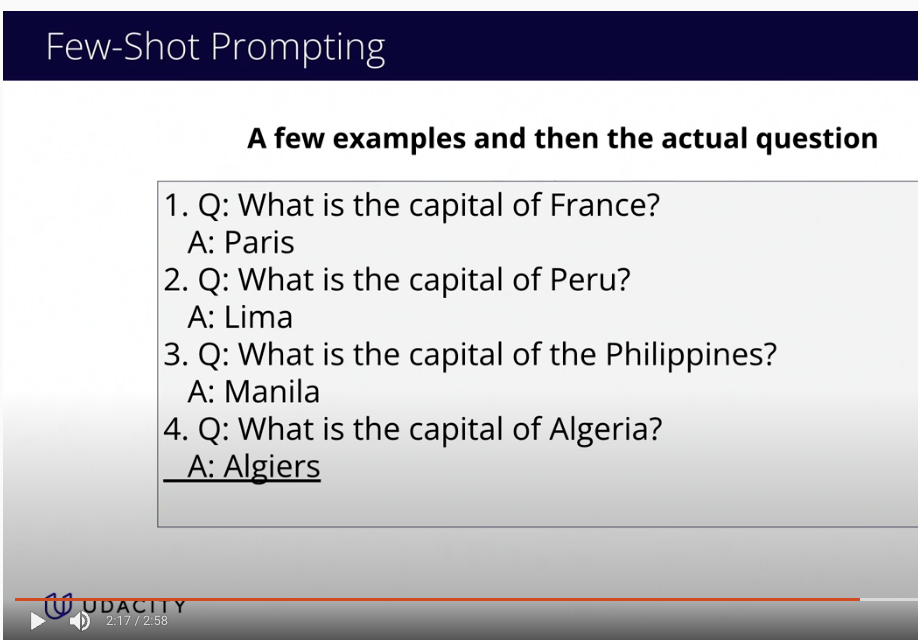 Few-Shot Prompting
A few examples and then the actual question
1. Q: What is the capital of France?
A: Paris
2. Q: What is the capital of Peru?
A: Lima
3. Q: What is the capital of the Philippines?
A: Manila
4. Q: What is the capital of Algeria?
A: Algiers
UDACITY
2:17 / 2:58